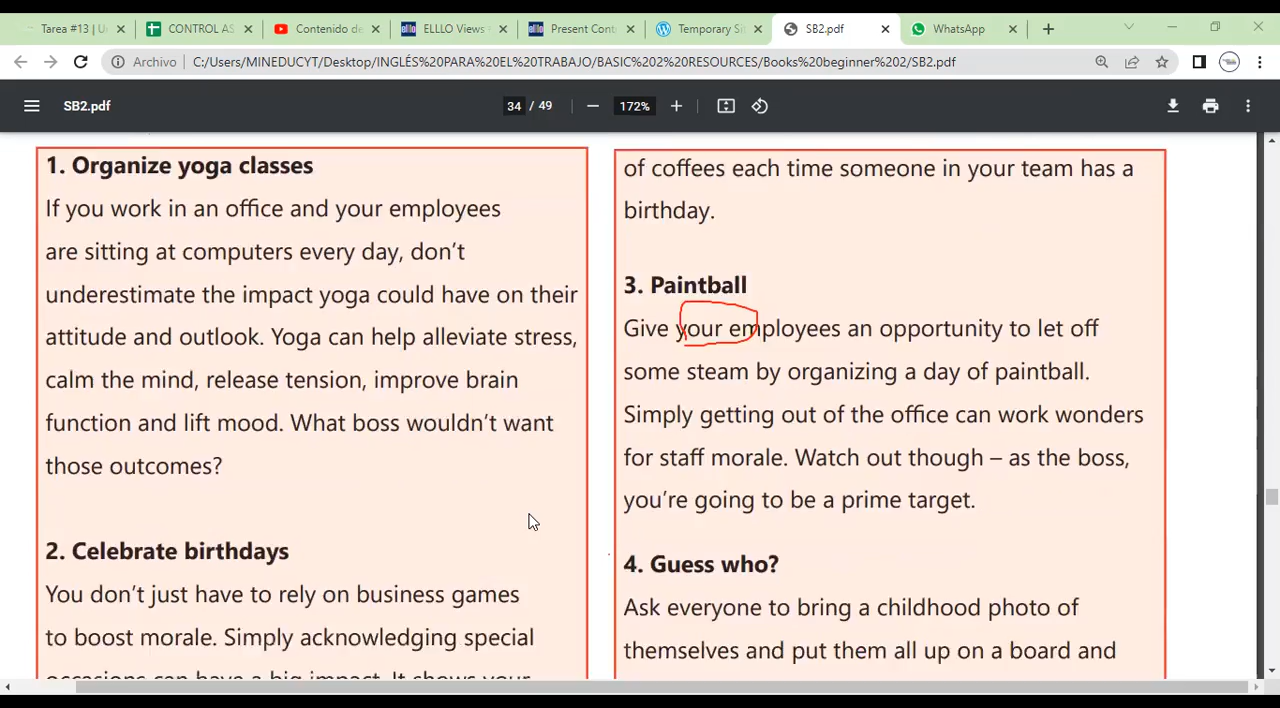 Tarea #13 | U
CONTROL AS
Contenido de
ELLLO Views
Present Conti
Temporary Si
SB2.pdf
WhatsApp
Archivo
C:/Users/MINEDUCYT/Desktop/INGLÉS%20PARA%20EL%20TRABAJO/BASIC%202%20RESOURCES/Books%20beginner%202/SB2.pdf
SB2.pdf
34 / 49
172%
1. Organize yoga classes
If you work in an office and your employees
are sitting at computers every day, don't
underestimate the impact yoga could have on their
attitude and outlook. Yoga can help alleviate stress,
calm the mind, release tension, improve brain
function and lift mood. What boss wouldn't want
those outcomes?
2. Celebrate birthdays
You don't just have to rely on business games
to boost morale. Simply acknowledging special
occasions can have a big impact. It shows your
of coffees each time someone in your team has a
birthday.
3. Paintball
Give your employees an opportunity to let off
some steam by organizing a day of paintball.
Simply getting out of the office can work wonders
for staff morale. Watch out though – as the boss,
you're going to be a prime target.
4. Guess who?
Ask everyone to bring a childhood photo of
themselves and put them all up on a board and